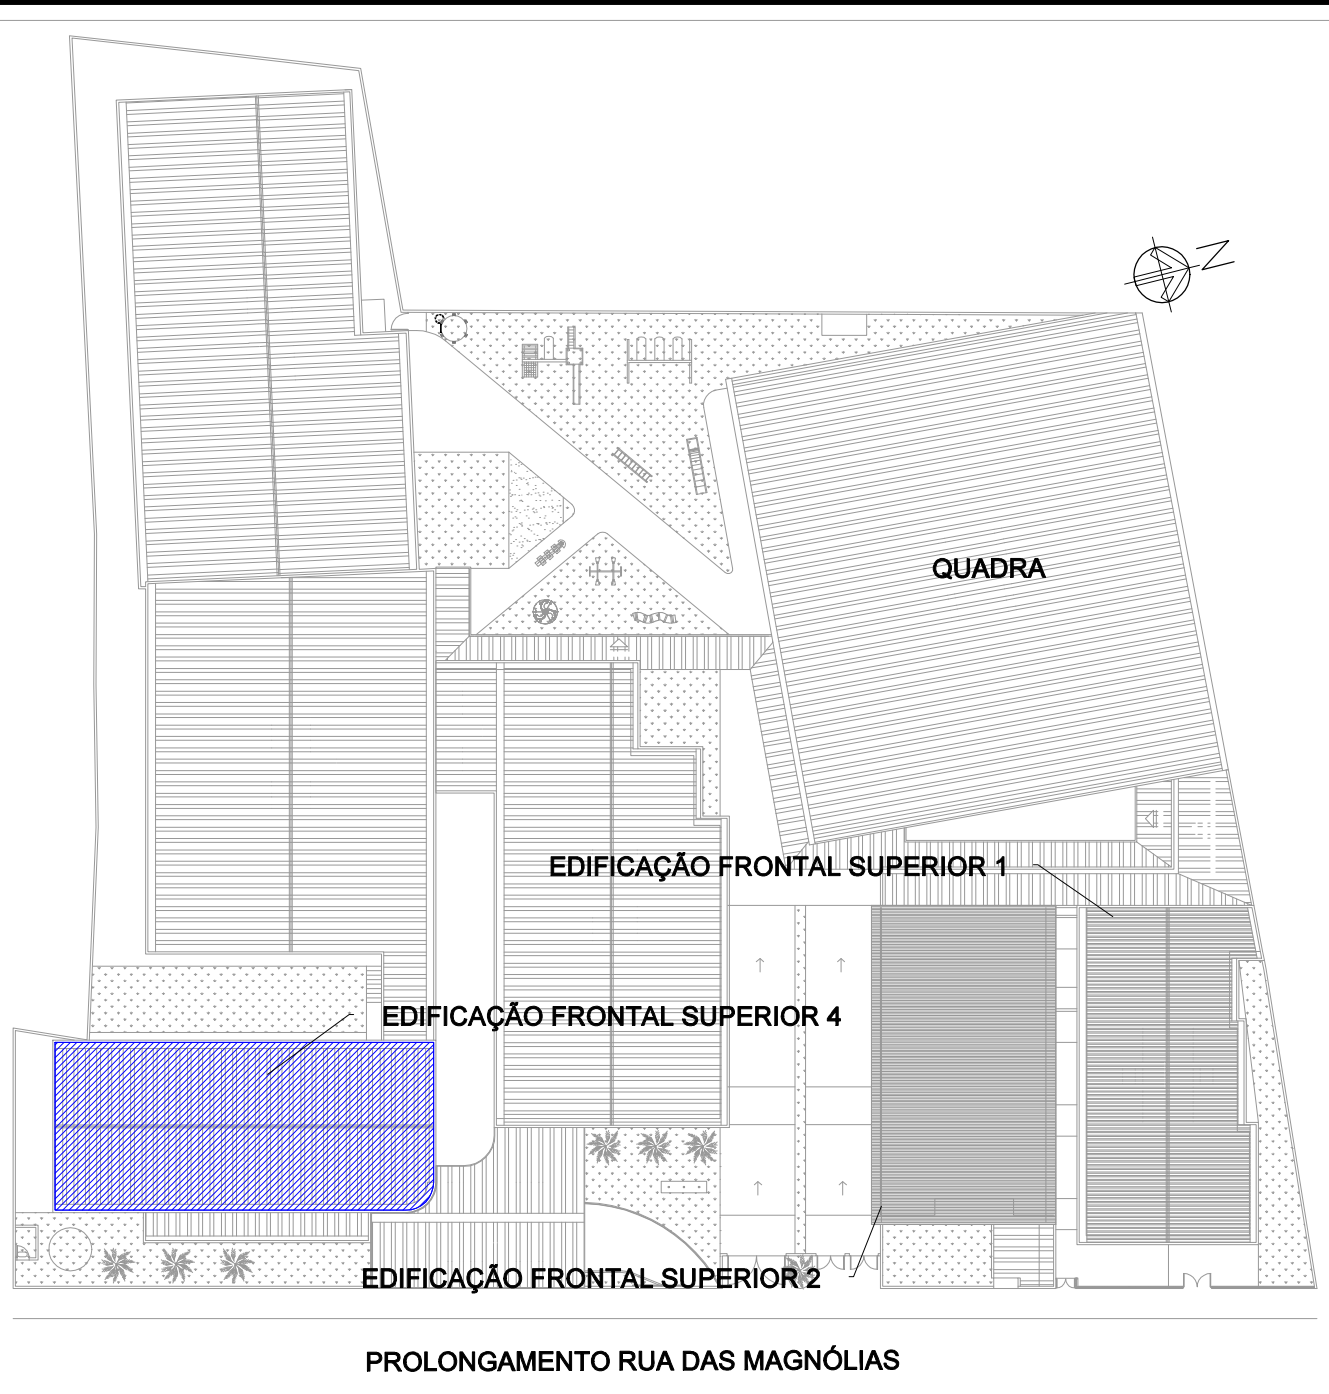 N
QUADRA
EDIFICAÇÃO FRONTAL SUPERIOR 1
EDIFICAÇÃO FRONTAL SUPERIOR 4
EDIFICAÇÃO FRONTAL SUPERIOR 2
PROLONGAMENTO RUA DAS MAGNÓLIAS